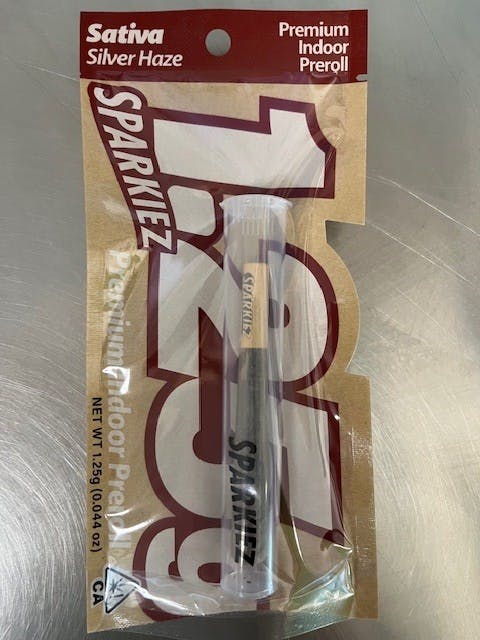 Sativa
Silver Haze
Premium
Indoor
Preroll
SPARKIEZ
1.25g
Premium Indoor Preroll
NET WT 1.25g (0.044 oz)
CA
SPARKIEZ
SPARKIEZ